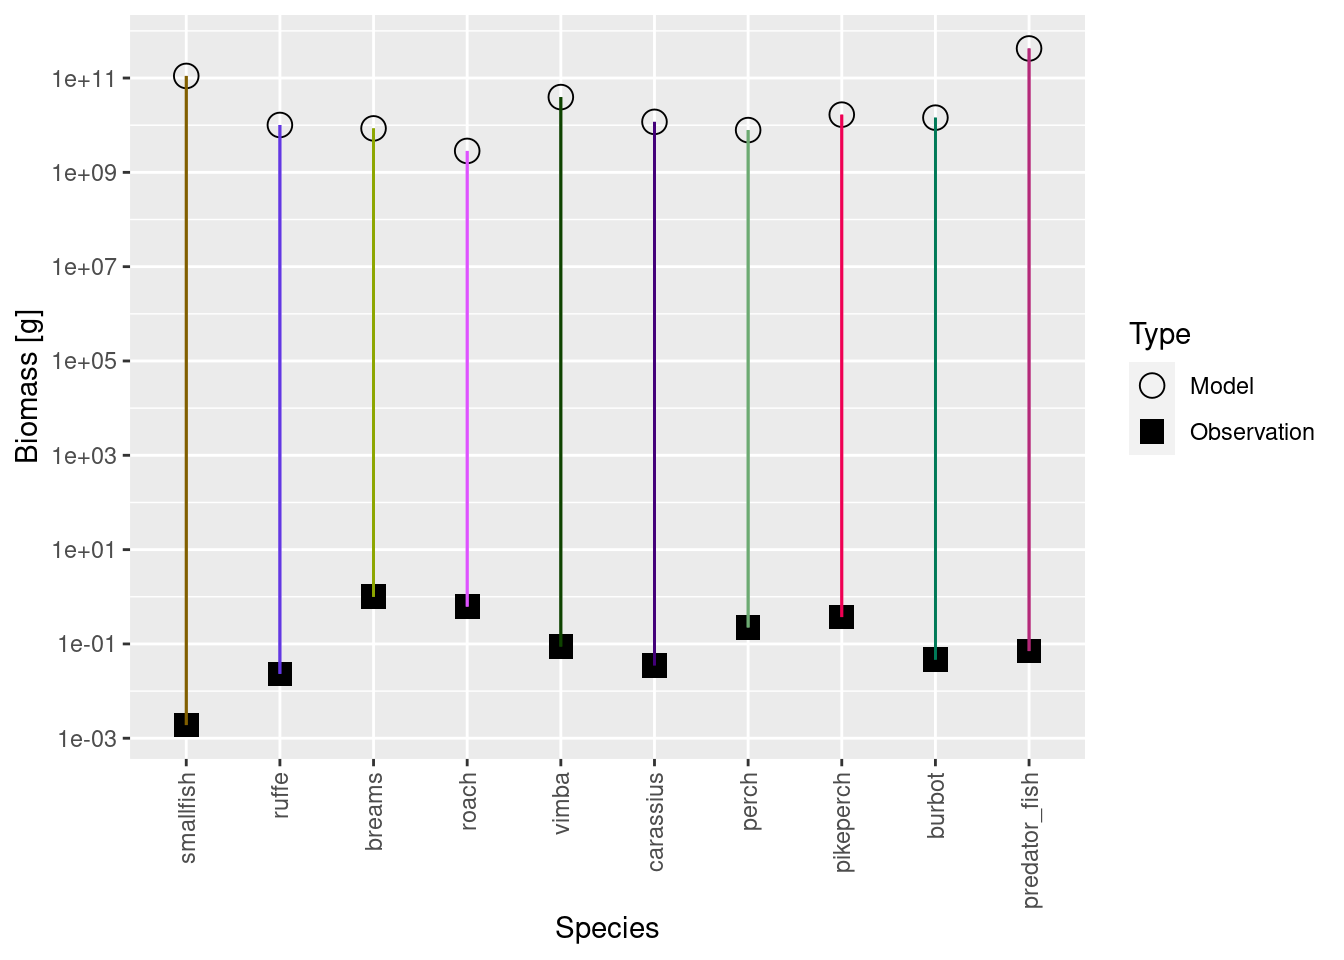 Biomass [g]
1e+11
1e+09
1e+07
1e+05
1e+03
1e+01
1e-01
1e-03
smallfish
ruffe
breams
roach
vimba
carassius
perch
pikeperch
burbot
predator_fish
Species
Type
Model
Observation